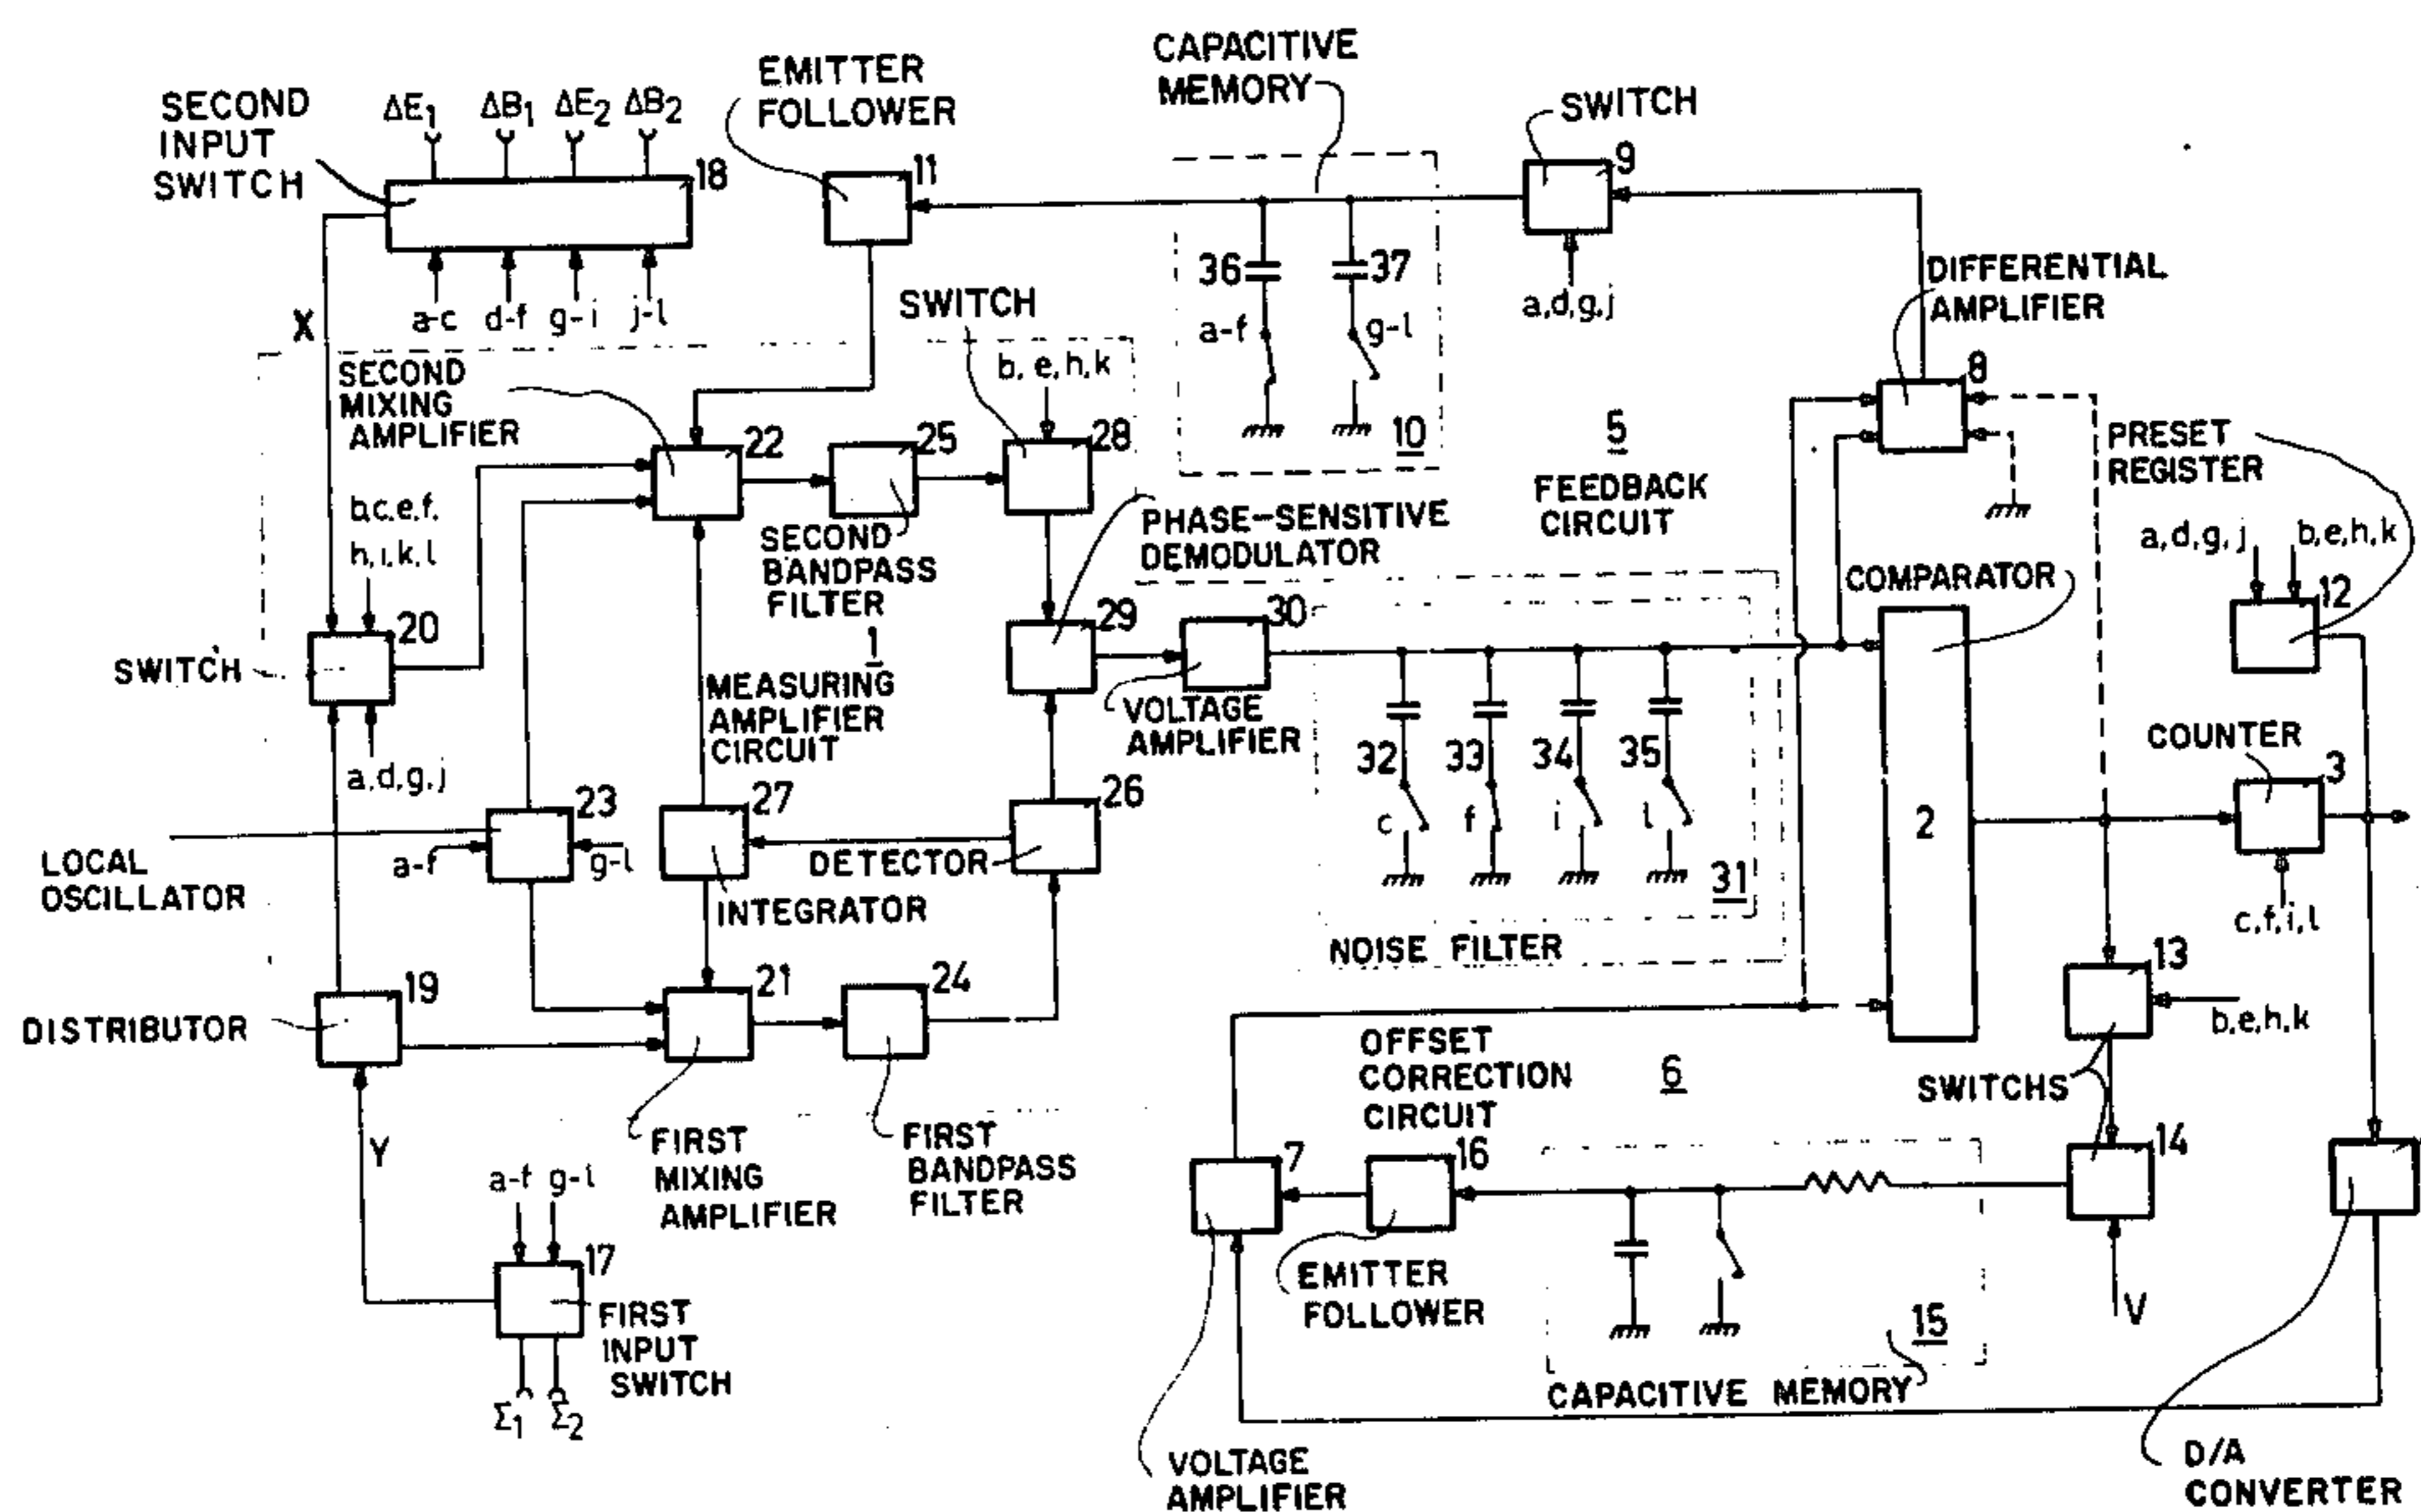 SECOND
INPUT
SWITCH
ΔE1 ΔB1 ΔE2 ΔB2
18
a-c d-f g-i j-l
X
EMITTER
FOLLOWER
11
CAPACITIVE
MEMORY
36 37
a-f g-l
10
SWITCH
9
a,d,g,j
DIFFERENTIAL
AMPLIFIER
8
5
FEEDBACK
CIRCUIT
PRESET
REGISTER
a,d,g,j b,e,h,k
12
SECOND
MIXING
AMPLIFIER
22
25
SECOND
BANDPASS
FILTER
SWITCH
b, e,h,k
28
PHASE-SENSITIVE
DEMODULATOR
29
b,c,e,f,
h,i,k,l
20
SWITCH
a,d,g,j
1
MEASURING
AMPLIFIER
CIRCUIT
30
VOLTAGE
AMPLIFIER
32 33 34 35
c f i l
31
NOISE FILTER
COMPARATOR
2
COUNTER
3
c,f,i,l
LOCAL
OSCILLATOR
23
a-f g-l
27
INTEGRATOR
26
DETECTOR
19
DISTRIBUTOR
21
FIRST
MIXING
AMPLIFIER
24
FIRST
BANDPASS
FILTER
Y
a-f g-l
17
FIRST
INPUT
SWITCH
Σ1 Σ2
OFFSET
CORRECTION
CIRCUIT
6
13
b,e,h,k
SWITCHS
14
V
7
VOLTAGE
AMPLIFIER
16
EMITTER
FOLLOWER
15
CAPACITIVE MEMORY
D/A
CONVERTER